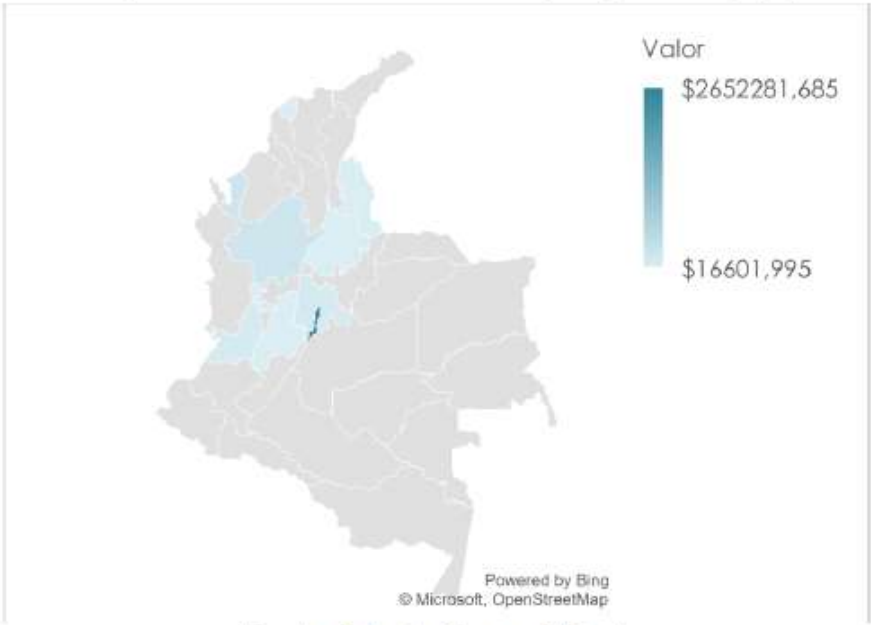 Valor
$2652281,685
$16601,995
Powered by Bing
© Microsoft, OpenStreetMap